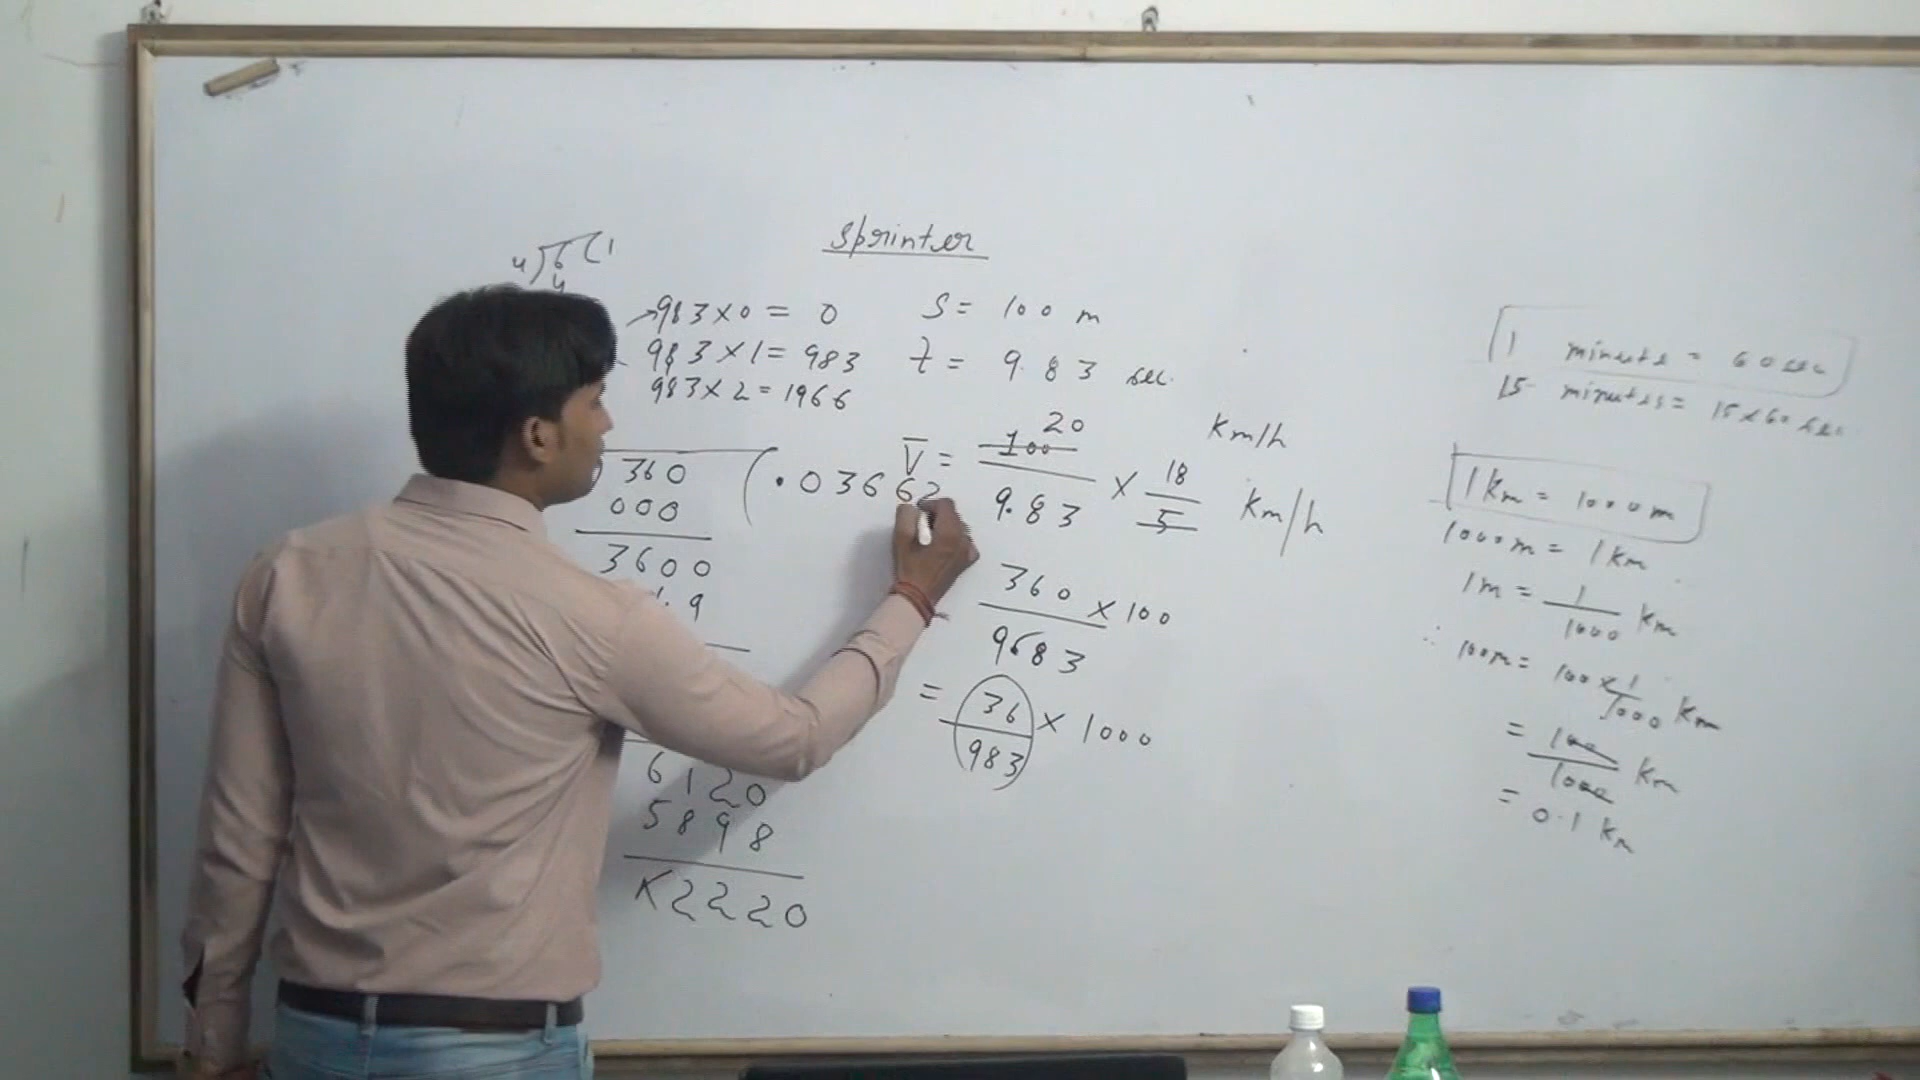 Sprinter
4)6(1
4
983 × 0 = 0
983 × 1 = 983
983 × 2 = 1966
S = 100 m
t = 9.83 sec.
km/h
V̅ = 100/9.83 × 18/5 km/h
20
360 × 100
9.83
= 36/983 × 1000
360 (.03662
000
3600
9
6120
5898
2220
1 minute = 60 sec
15 minutes = 15 × 60 sec
1 km = 1000 m
1000 m = 1 km
1 m = 1/1000 km
∴ 100 m = 100 × 1/1000 km
= 100/1000 km
= 0.1 km